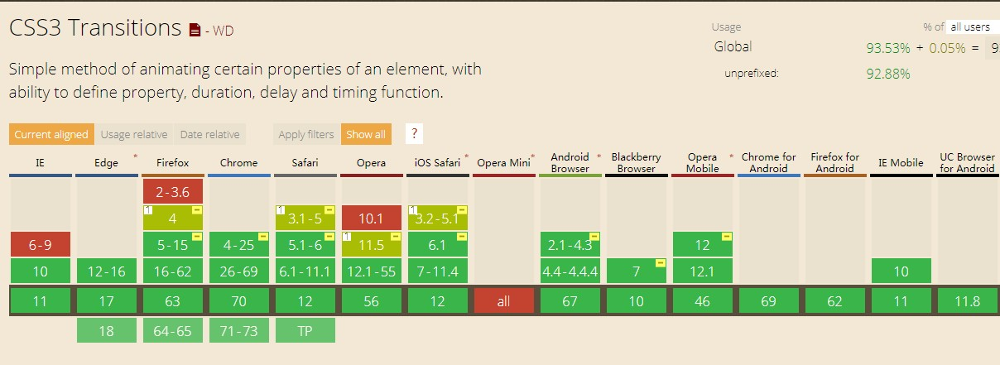 CSS3 Transitions - WD
Usage % of all users
Global 93.53% + 0.05% = 9
unprefixed: 92.88%
Simple method of animating certain properties of an element, with
ability to define property, duration, delay and timing function.
Current aligned Usage relative Date relative Apply filters Show all ?
IE Edge * Firefox Chrome Safari Opera iOS Safari * Opera Mini * Android Browser * Blackberry Browser Opera Mobile * Chrome for Android Firefox for Android IE Mobile UC Browser for Android
2-3.6
1 4 - 1 3.1-5 - 10.1 1 3.2-5.1 -
6-9 5-15 - 4-25 - 5.1-6 - 1 11.5 - 6.1 - 2.1-4.3 - 12 -
10 12-16 16-62 26-69 6.1-11.1 12.1-55 7-11.4 4.4-4.4.4 7 - 12.1 10
11 17 63 70 12 56 12 all 67 10 46 69 62 11 11.8
18 64-65 71-73 TP